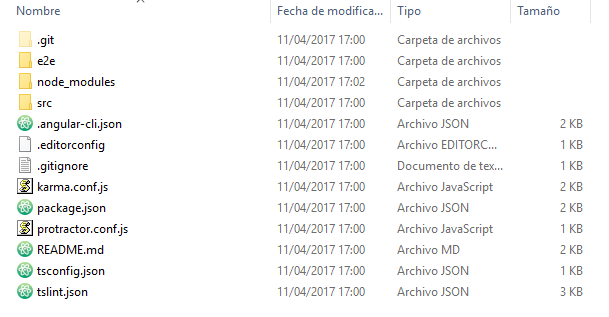 Nombre Fecha de modifica... Tipo Tamaño
.git 11/04/2017 17:00 Carpeta de archivos
e2e 11/04/2017 17:00 Carpeta de archivos
node_modules 11/04/2017 17:02 Carpeta de archivos
src 11/04/2017 17:00 Carpeta de archivos
.angular-cli.json 11/04/2017 17:00 Archivo JSON 2 KB
.editorconfig 11/04/2017 17:00 Archivo EDITORC... 1 KB
.gitignore 11/04/2017 17:00 Documento de tex... 1 KB
karma.conf.js 11/04/2017 17:00 Archivo JavaScript 2 KB
package.json 11/04/2017 17:00 Archivo JSON 2 KB
protractor.conf.js 11/04/2017 17:00 Archivo JavaScript 1 KB
README.md 11/04/2017 17:00 Archivo MD 2 KB
tsconfig.json 11/04/2017 17:00 Archivo JSON 1 KB
tslint.json 11/04/2017 17:00 Archivo JSON 3 KB